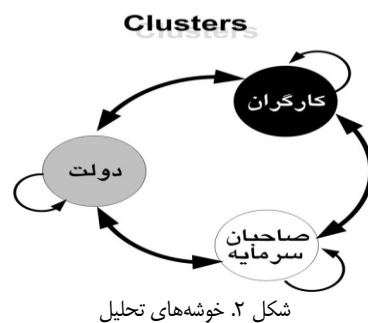 Clusters
کارگران
دولت
صاحبان
سرمایه
شکل ۲. خوشه‌های تحلیل